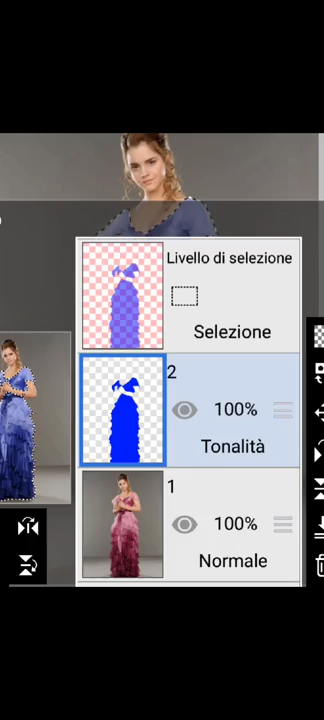 Livello di selezione
Selezione
2
100%
Tonalità
1
100%
Normale